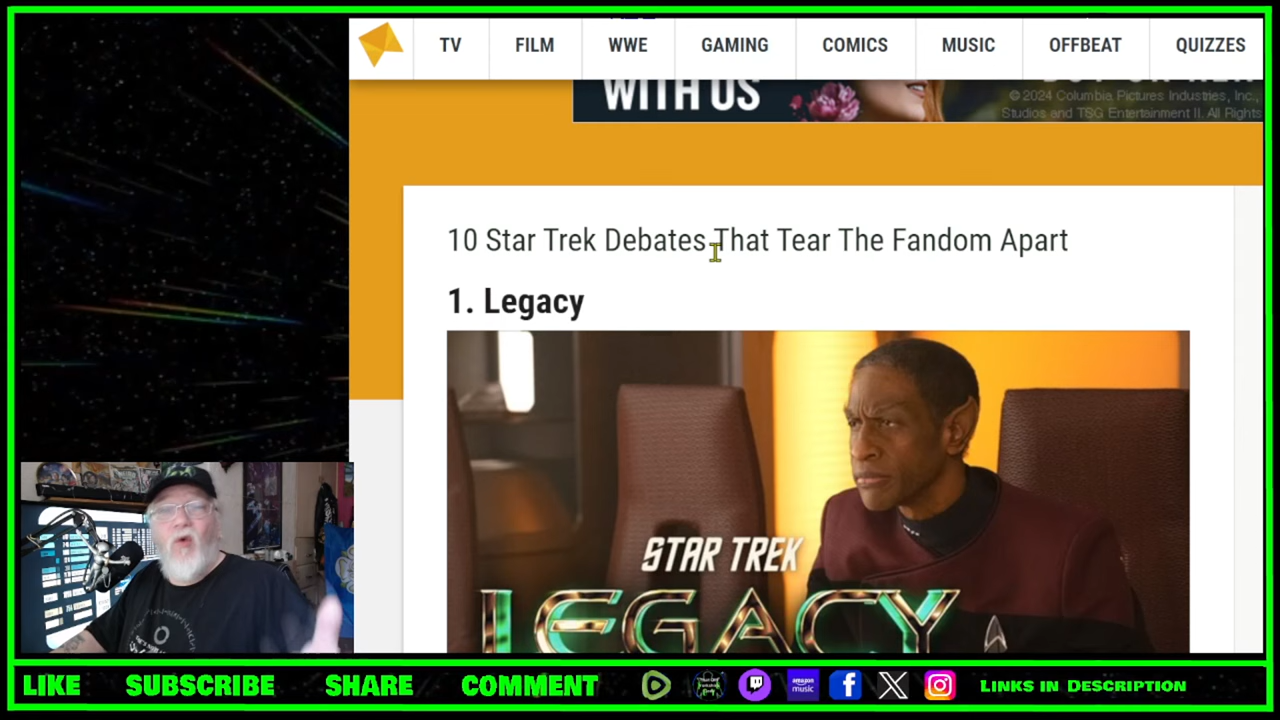 TV FILM WWE GAMING COMICS MUSIC OFFBEAT QUIZZES
WITH US
© 2024 Columbia Pictures Industries, Inc.,
Studios and TSG Entertainment II. All Rights
10 Star Trek Debates That Tear The Fandom Apart
1. Legacy
STAR TREK
LEGACY
LIKE SUBSCRIBE SHARE COMMENT amazon music LINKS IN DESCRIPTION